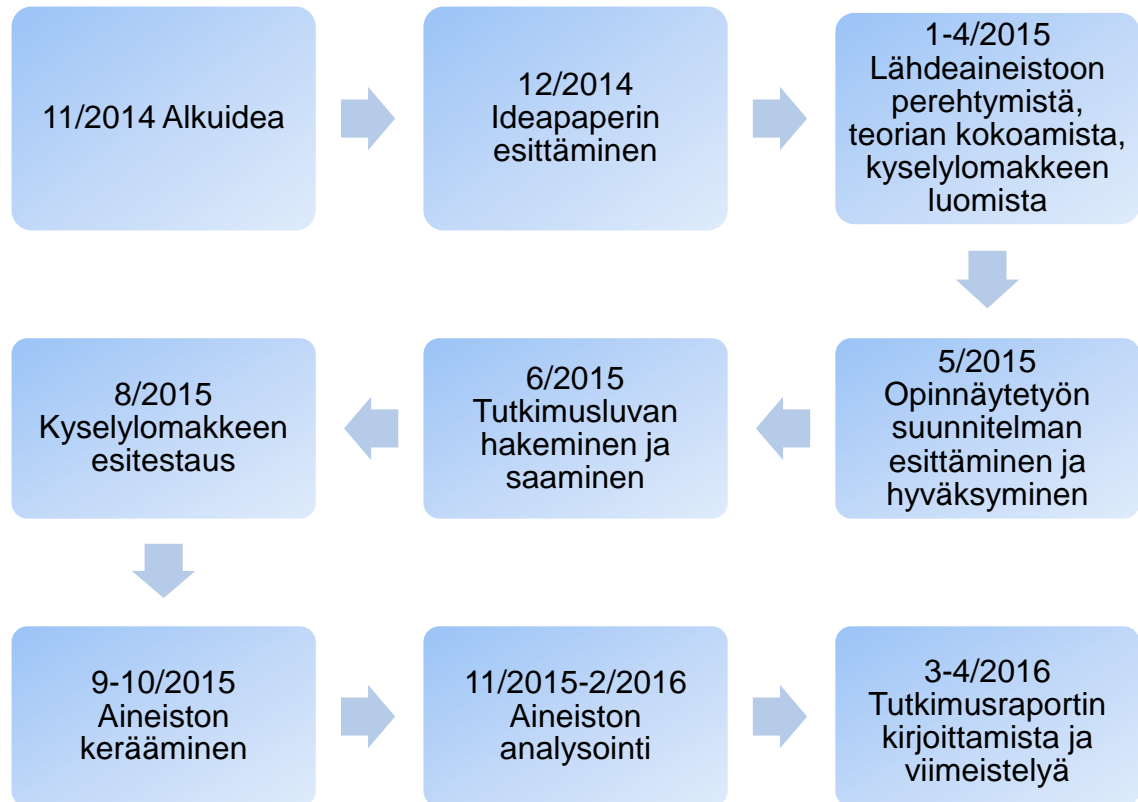 11/2014 Alkuidea
12/2014
Ideapaperin
esittäminen
1-4/2015
Lähdeaineistoon
perehtymistä,
teorian kokoamista,
kyselylomakkeen
luomista
5/2015
Opinnäytetyön
suunnitelman
esittäminen ja
hyväksyminen
6/2015
Tutkimusluvan
hakeminen ja
saaminen
8/2015
Kyselylomakkeen
esitestaus
9-10/2015
Aineiston
kerääminen
11/2015-2/2016
Aineiston
analysointi
3-4/2016
Tutkimusraportin
kirjoittamista ja
viimeistelyä